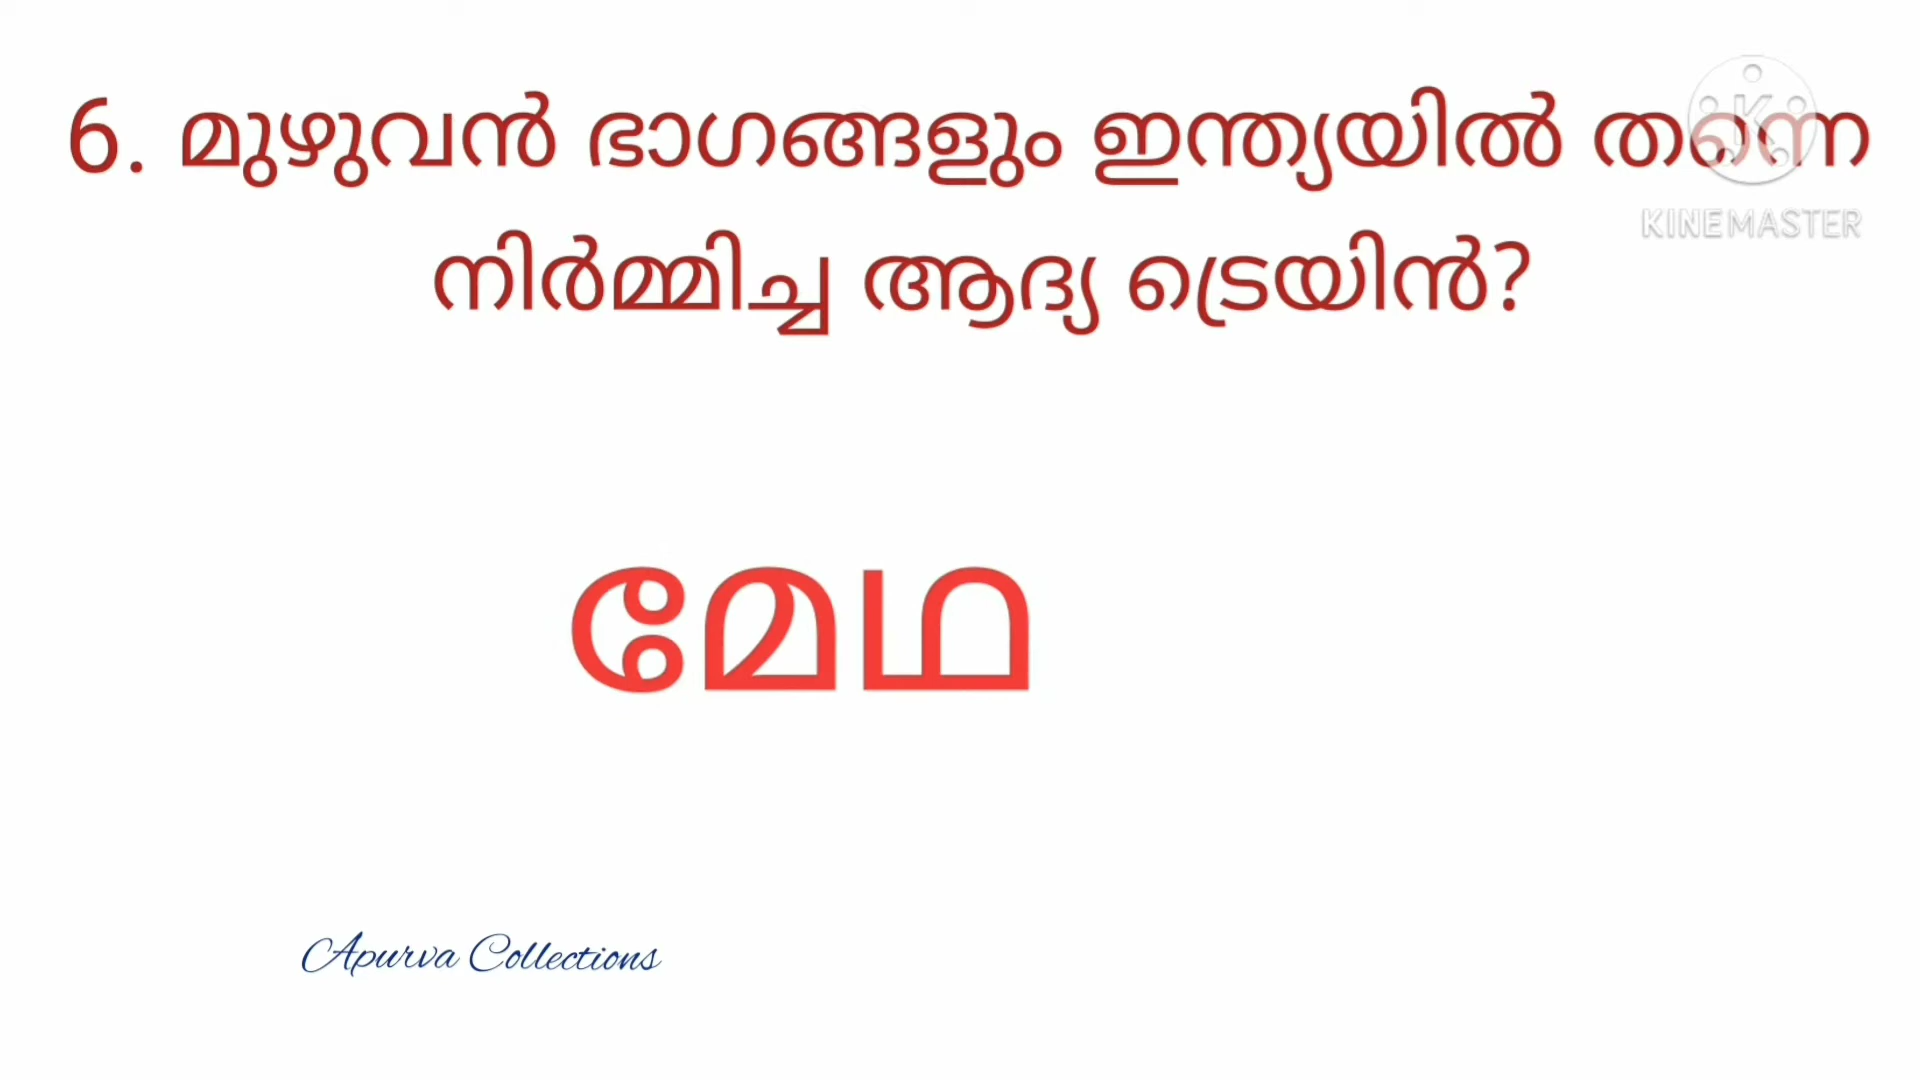 6. മുഴുവൻ ഭാഗങ്ങളും ഇന്ത്യയിൽ തന്നെ
KINEMASTER
നിർമ്മിച്ച ആദ്യ ട്രെയിൻ?
മേഥ
Apurva Collections